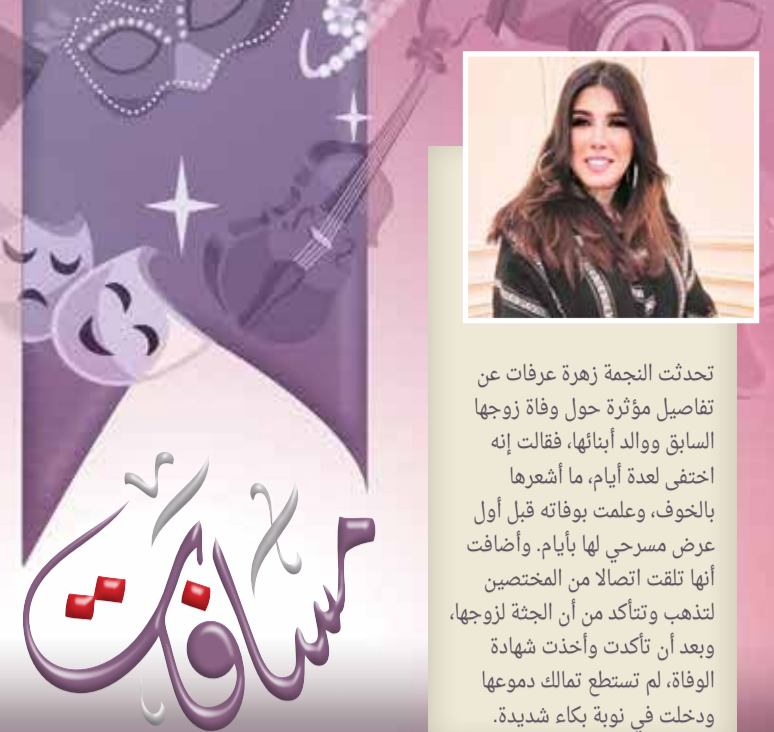 تحدثت النجمة زهرة عرفات عن
تفاصيل مؤثرة حول وفاة زوجها
السابق ووالد أبنائها، فقالت إنه
اختفى لعدة أيام، ما أشعرها
بالخوف، وعلمت بوفاته قبل أول
عرض مسرحي لها بأيام. وأضافت
أنها تلقت اتصالا من المختصين
لتذهب وتتأكد من أن الجثة لزوجها،
وبعد أن تأكدت وأخذت شهادة
الوفاة، لم تستطع تمالك دموعها
ودخلت في نوبة بكاء شديدة.
مسافات